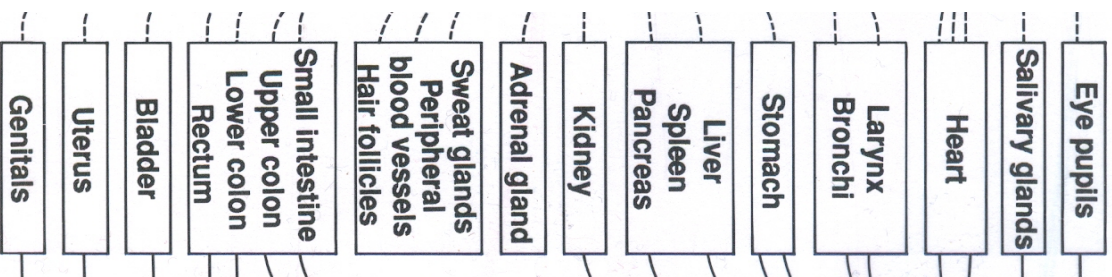 Eye pupils
Salivary glands
Heart
Larynx
Bronchi
Stomach
Liver
Spleen
Pancreas
Kidney
Adrenal gland
Sweat glands
Peripheral
blood vessels
Hair follicles
Small intestine
Upper colon
Lower colon
Rectum
Bladder
Uterus
Genitals